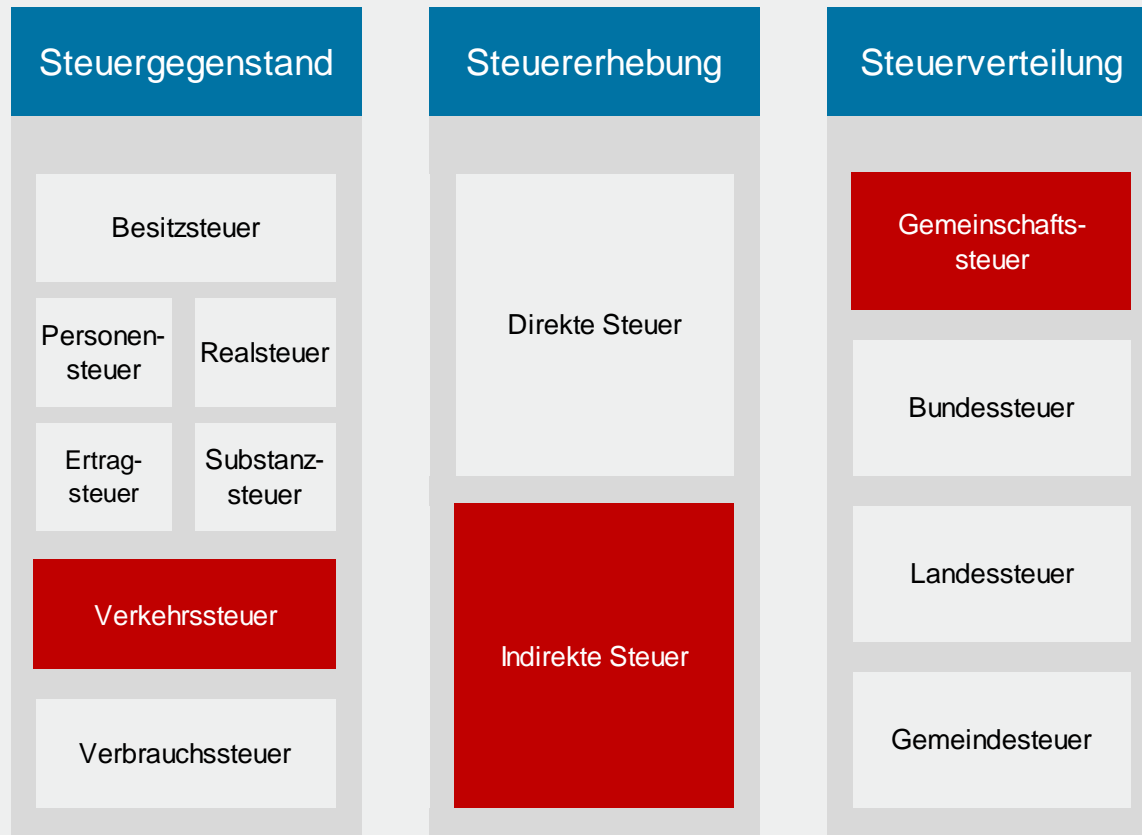 Steuergegenstand
Besitzsteuer
Personen-
steuer
Realsteuer
Ertrag-
steuer
Substanz-
steuer
Verkehrssteuer
Verbrauchssteuer
Steuererhebung
Direkte Steuer
Indirekte Steuer
Steuerverteilung
Gemeinschafts-
steuer
Bundessteuer
Landessteuer
Gemeindesteuer